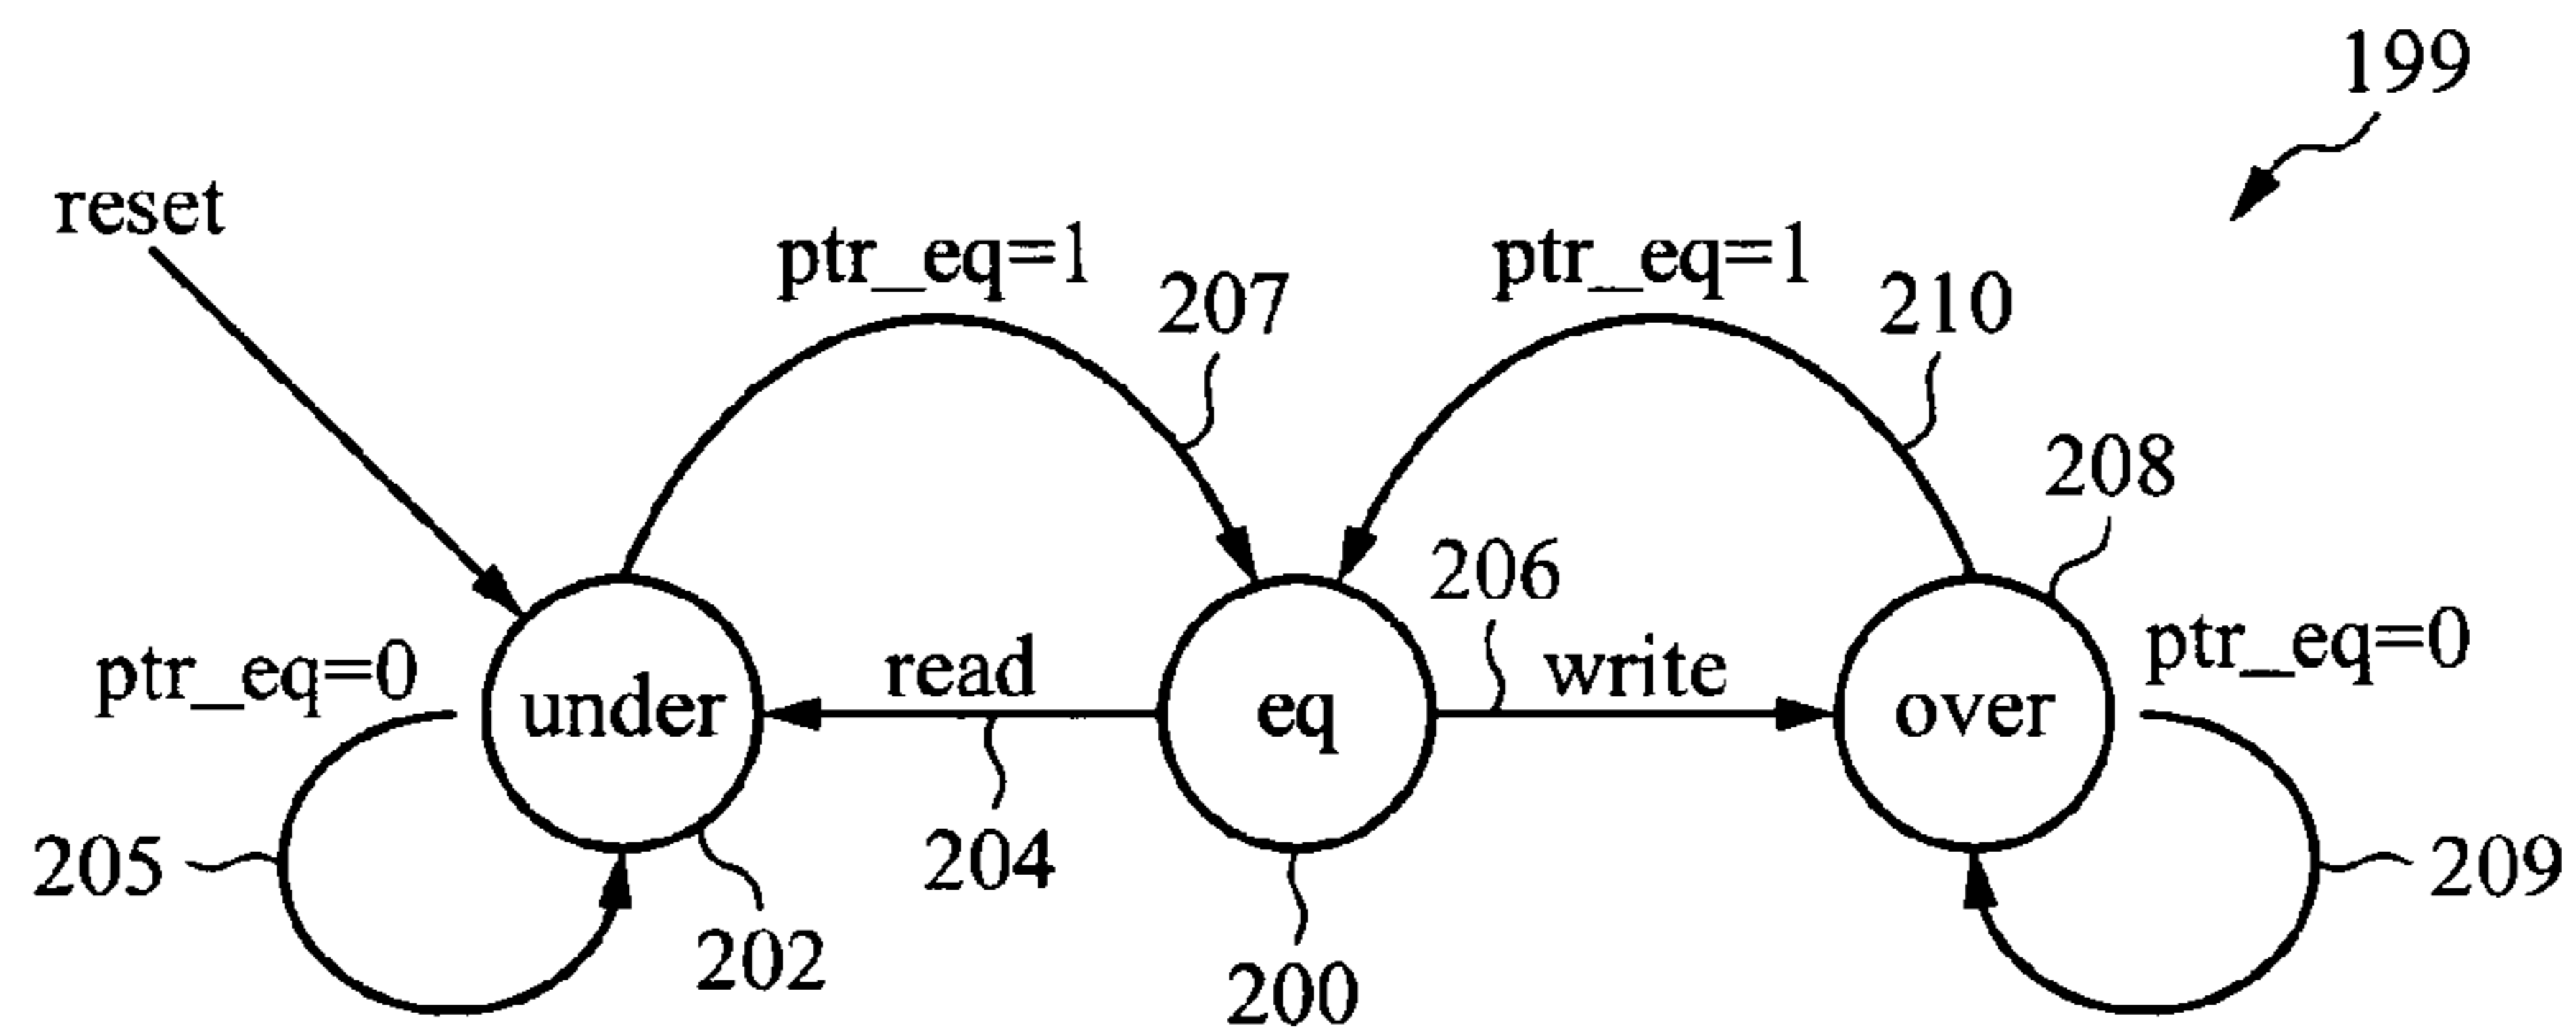 199
reset
ptr_eq=1
207
ptr_eq=1
210
208
206
ptr_eq=0
under
read
eq
write
over
ptr_eq=0
205
204
209
202
200